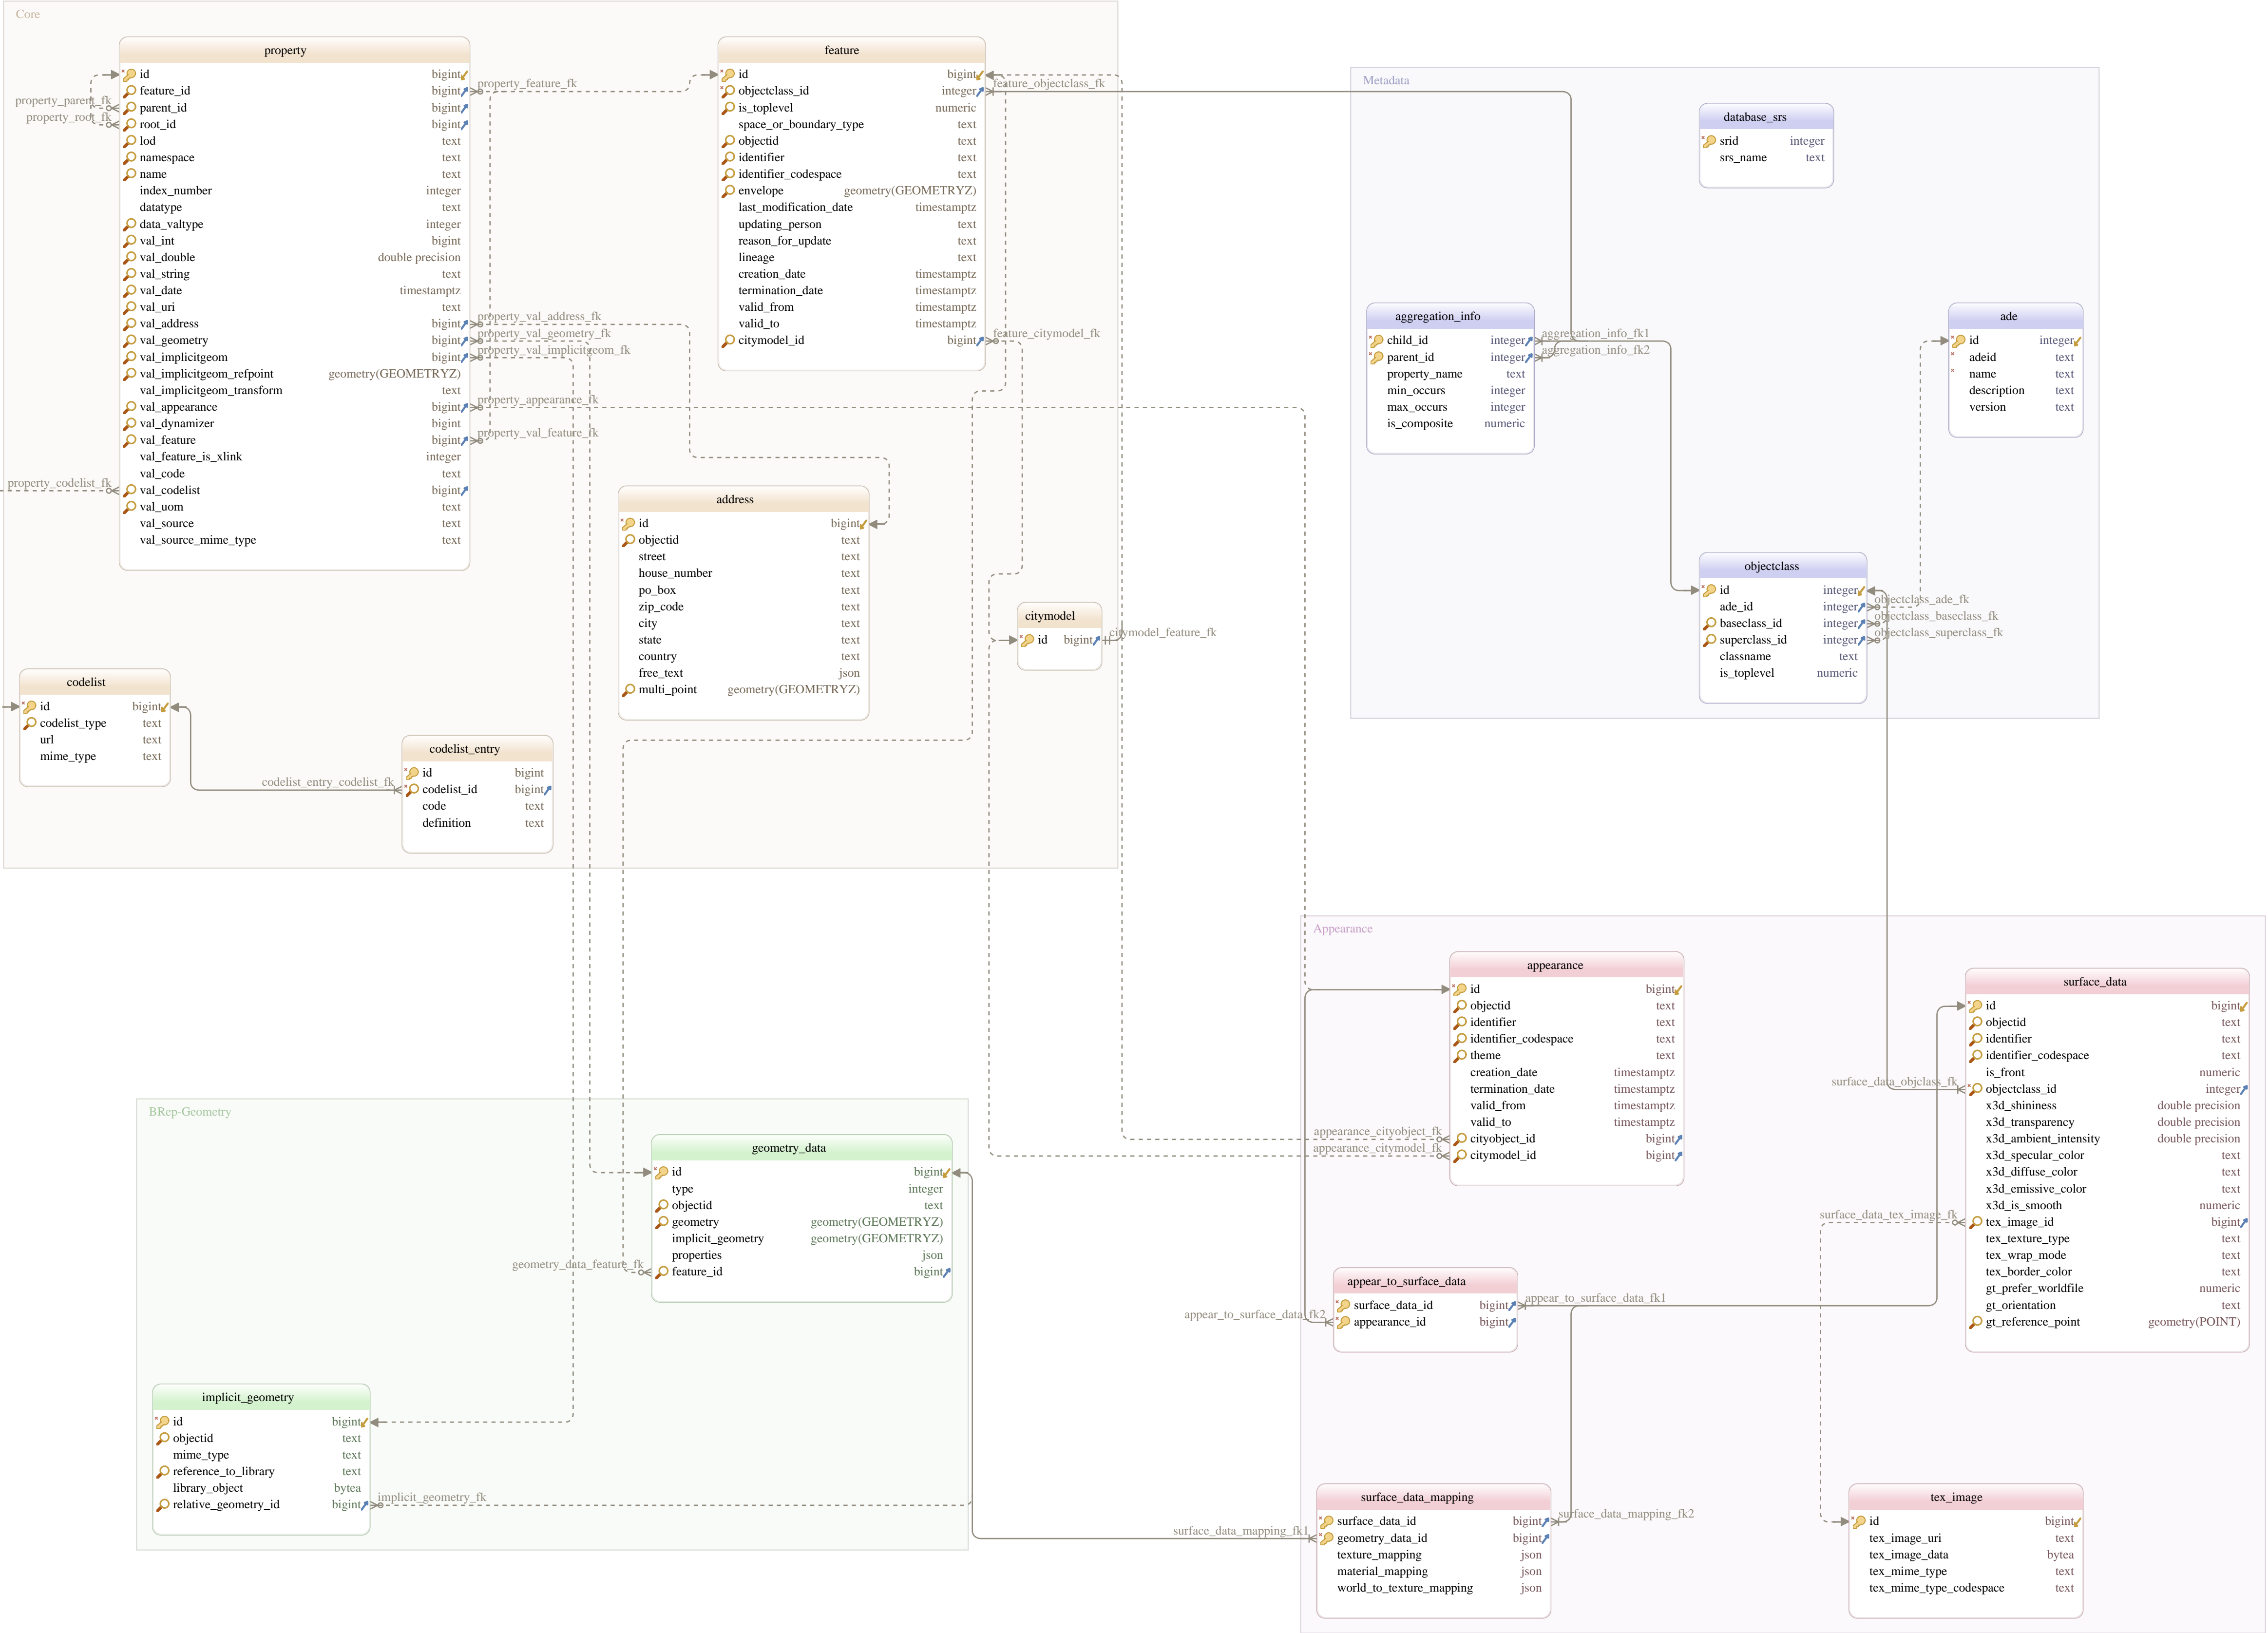 Core
property
id bigint
feature_id bigint
parent_id bigint
root_id bigint
lod text
namespace text
name text
index_number integer
datatype text
data_valtype integer
val_int bigint
val_double double precision
val_string text
val_date timestamptz
val_uri text
val_address bigint
val_geometry bigint
val_implicitgeom bigint
val_implicitgeom_refpoint geometry(GEOMETRYZ)
val_implicitgeom_transform text
val_appearance bigint
val_dynamizer bigint
val_feature bigint
val_feature_is_xlink integer
val_code text
val_codelist bigint
val_uom text
val_source text
val_source_mime_type text
property_parent_fk
property_root_fk
property_codelist_fk
property_feature_fk
property_val_address_fk
property_val_geometry_fk
property_val_implicitgeom_fk
property_appearance_fk
property_val_feature_fk
feature
id bigint
objectclass_id integer
is_toplevel numeric
space_or_boundary_type text
objectid text
identifier text
identifier_codespace text
envelope geometry(GEOMETRYZ)
last_modification_date timestamptz
updating_person text
reason_for_update text
lineage text
creation_date timestamptz
termination_date timestamptz
valid_from timestamptz
valid_to timestamptz
citymodel_id bigint
feature_objectclass_fk
feature_citymodel_fk
address
id bigint
objectid text
street text
house_number text
po_box text
zip_code text
city text
state text
country text
free_text json
multi_point geometry(GEOMETRYZ)
citymodel
id bigint
citymodel_feature_fk
codelist
id bigint
codelist_type text
url text
mime_type text
codelist_entry_codelist_fk
codelist_entry
id bigint
codelist_id bigint
code text
definition text
Metadata
database_srs
srid integer
srs_name text
aggregation_info
child_id integer
parent_id integer
property_name text
min_occurs integer
max_occurs integer
is_composite numeric
aggregation_info_fk1
aggregation_info_fk2
ade
id integer
adeid text
name text
description text
version text
objectclass
id integer
ade_id integer
baseclass_id integer
superclass_id integer
classname text
is_toplevel numeric
objectclass_ade_fk
objectclass_baseclass_fk
objectclass_superclass_fk
BRep-Geometry
geometry_data
id bigint
type integer
objectid text
geometry geometry(GEOMETRYZ)
implicit_geometry geometry(GEOMETRYZ)
properties json
feature_id bigint
geometry_data_feature_fk
implicit_geometry
id bigint
objectid text
mime_type text
reference_to_library text
library_object bytea
relative_geometry_id bigint
implicit_geometry_fk
Appearance
appearance
id bigint
objectid text
identifier text
identifier_codespace text
theme text
creation_date timestamptz
termination_date timestamptz
valid_from timestamptz
valid_to timestamptz
cityobject_id bigint
citymodel_id bigint
appearance_cityobject_fk
appearance_citymodel_fk
surface_data
id bigint
objectid text
identifier text
identifier_codespace text
is_front numeric
objectclass_id integer
x3d_shininess double precision
x3d_transparency double precision
x3d_ambient_intensity double precision
x3d_specular_color text
x3d_diffuse_color text
x3d_emissive_color text
x3d_is_smooth numeric
tex_image_id bigint
tex_texture_type text
tex_wrap_mode text
tex_border_color text
gt_prefer_worldfile numeric
gt_orientation text
gt_reference_point geometry(POINT)
surface_data_objclass_fk
surface_data_tex_image_fk
appear_to_surface_data
surface_data_id bigint
appearance_id bigint
appear_to_surface_data_fk1
appear_to_surface_data_fk2
surface_data_mapping
surface_data_id bigint
geometry_data_id bigint
texture_mapping json
material_mapping json
world_to_texture_mapping json
surface_data_mapping_fk1
surface_data_mapping_fk2
tex_image
id bigint
tex_image_uri text
tex_image_data bytea
tex_mime_type text
tex_mime_type_codespace text